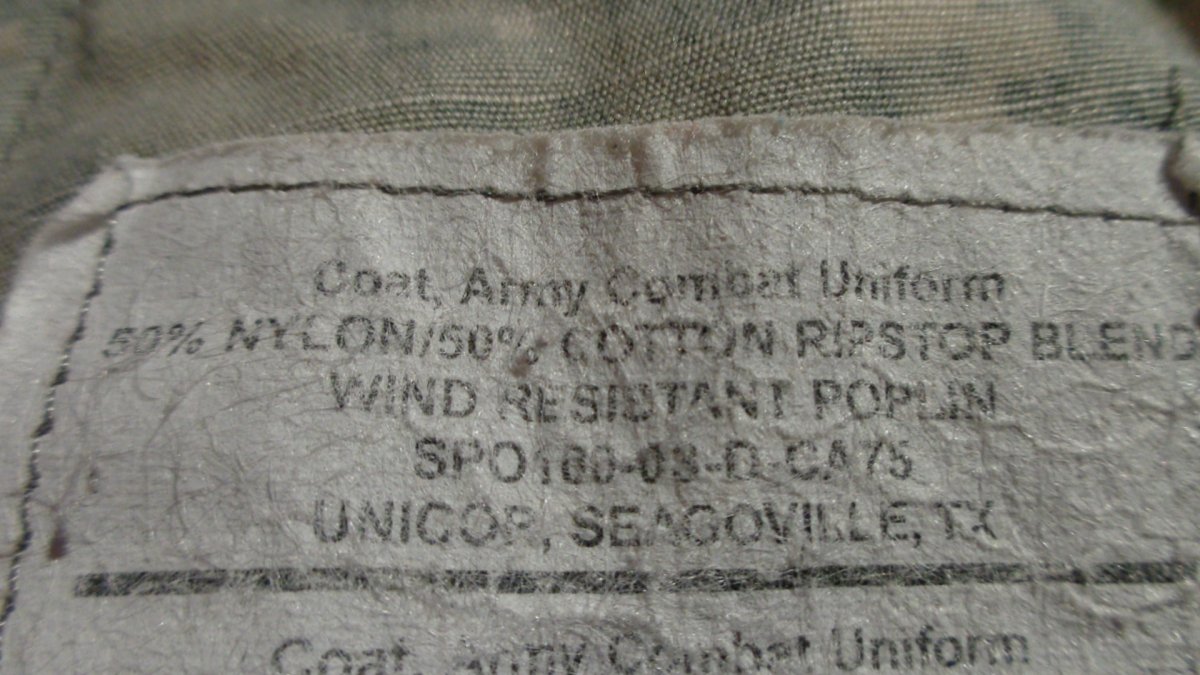 Coat, Army Combat Uniform
50% NYLON/50% COTTON RIPSTOP BLEND
WIND RESISTANT POPLIN
SPO100-0S-D-CA75
UNICOR, SEAGOVILLE, TX
Coat, Army Combat Uniform